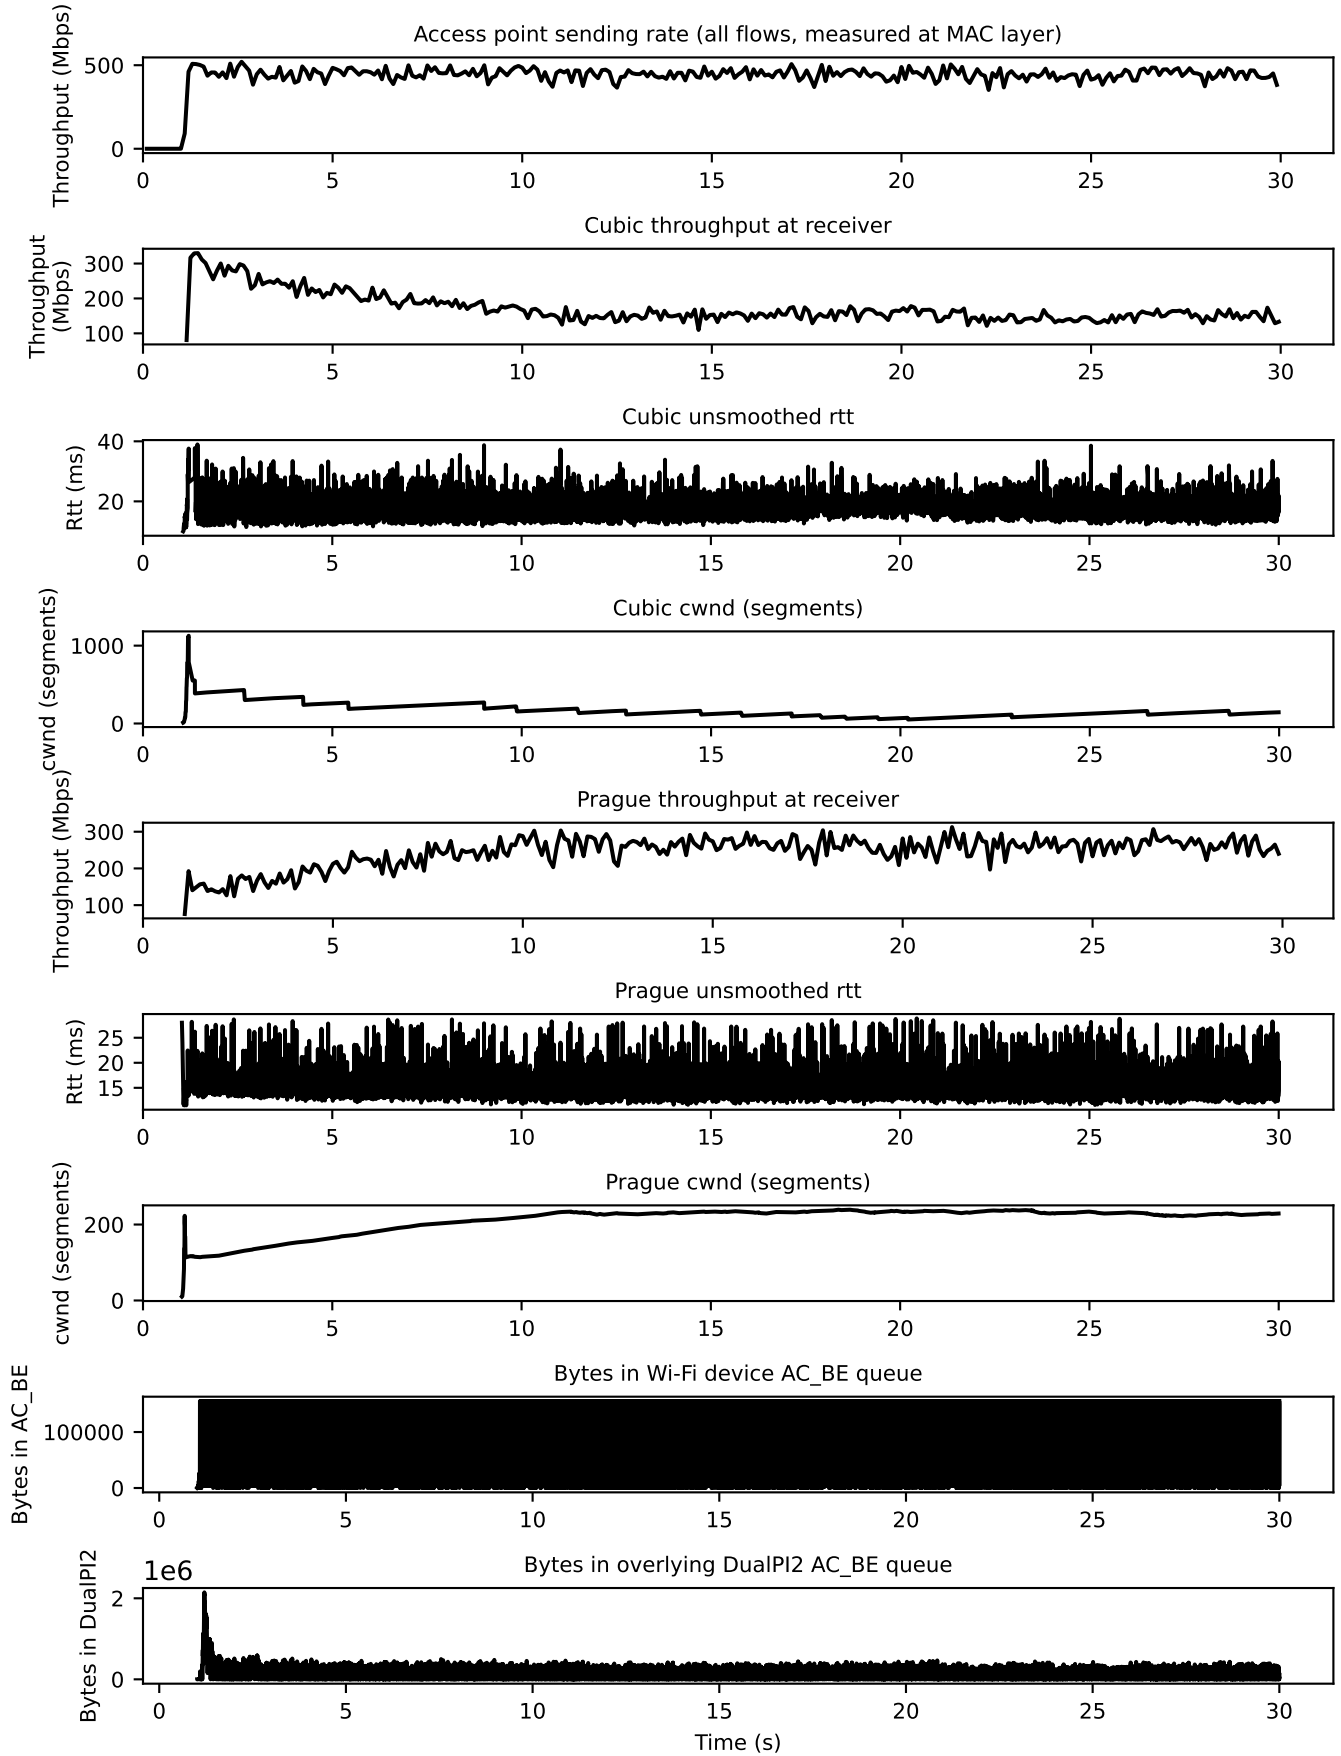 Access point sending rate (all flows, measured at MAC layer)
Throughput (Mbps)
500
0
0 5 10 15 20 25 30
Cubic throughput at receiver
Throughput
(Mbps)
300
200
100
0 5 10 15 20 25 30
Cubic unsmoothed rtt
Rtt (ms)
40
20
0 5 10 15 20 25 30
Cubic cwnd (segments)
cwnd (segments)
1000
0
0 5 10 15 20 25 30
Prague throughput at receiver
Throughput (Mbps)
300
200
100
0 5 10 15 20 25 30
Prague unsmoothed rtt
Rtt (ms)
25
20
15
0 5 10 15 20 25 30
Prague cwnd (segments)
cwnd (segments)
200
0
0 5 10 15 20 25 30
Bytes in Wi-Fi device AC_BE queue
Bytes in AC_BE
100000
0
0 5 10 15 20 25 30
Bytes in overlying DualPI2 AC_BE queue
1e6
Bytes in DualPI2
2
0
0 5 10 15 20 25 30
Time (s)